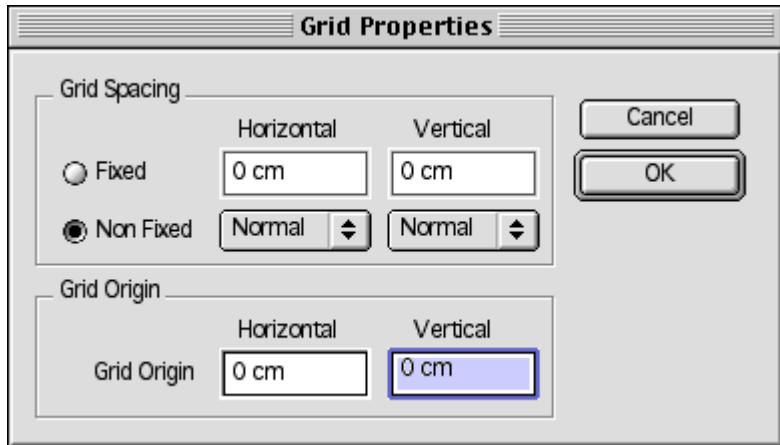 Grid Properties
Grid Spacing
Horizontal Vertical
Fixed 0 cm 0 cm
Non Fixed Normal Normal
Cancel
OK
Grid Origin
Horizontal Vertical
Grid Origin 0 cm 0 cm